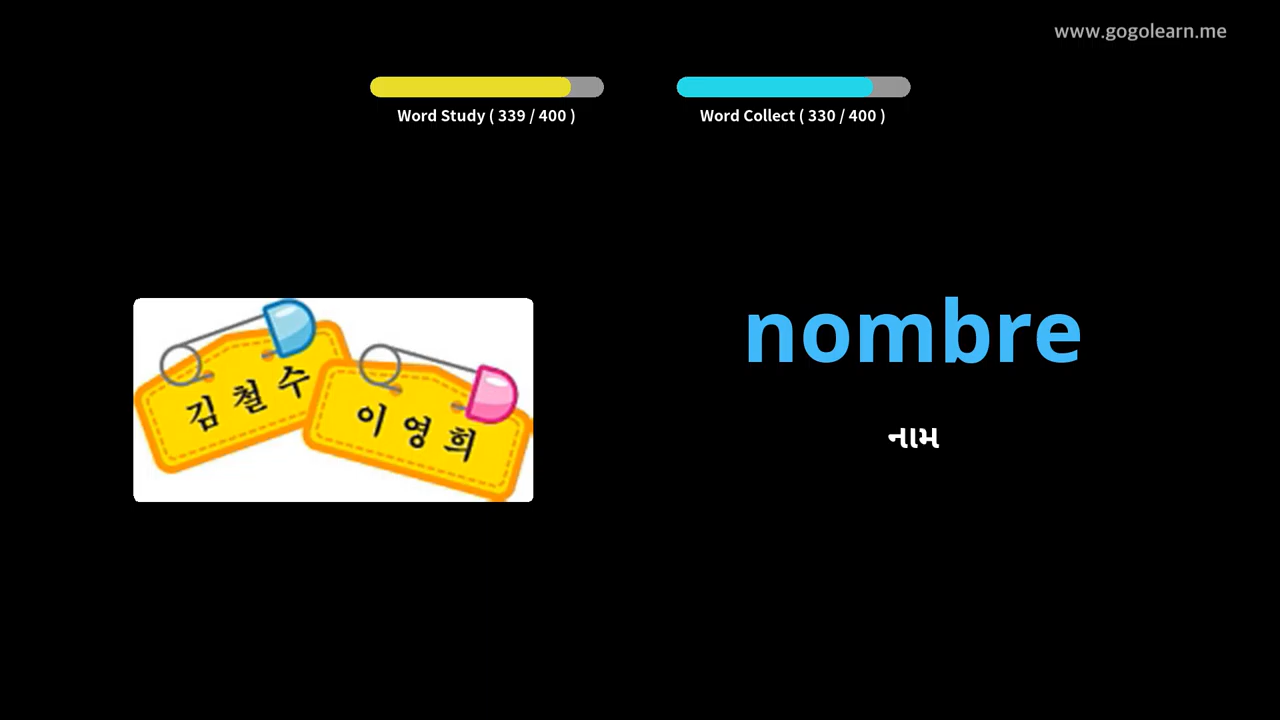 www.gogolearn.me
Word Study ( 339 / 400 )
Word Collect ( 330 / 400 )
김철수
이영희
nombre
નામ